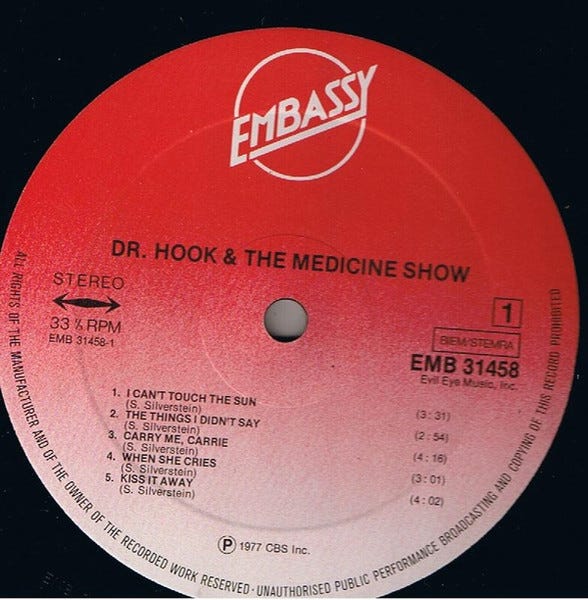 EMBASSY
DR. HOOK & THE MEDICINE SHOW
STEREO
33 ⅓ RPM
EMB 31458-1
1
BIEM/STEMRA
EMB 31458
Evil Eye Music, Inc.
1. I CAN'T TOUCH THE SUN (3:31)
(S. Silverstein)
2. THE THINGS I DIDN'T SAY (2:54)
(S. Silverstein)
3. CARRY ME, CARRIE (4:16)
(S. Silverstein)
4. WHEN SHE CRIES (3:01)
(S. Silverstein)
5. KISS IT AWAY (4:02)
(S. Silverstein)
Ⓟ 1977 CBS Inc.
ALL RIGHTS OF THE MANUFACTURER AND OF THE OWNER OF THE RECORDED WORK RESERVED · UNAUTHORISED PUBLIC PERFORMANCE BROADCASTING AND COPYING OF THIS RECORD PROHIBITED